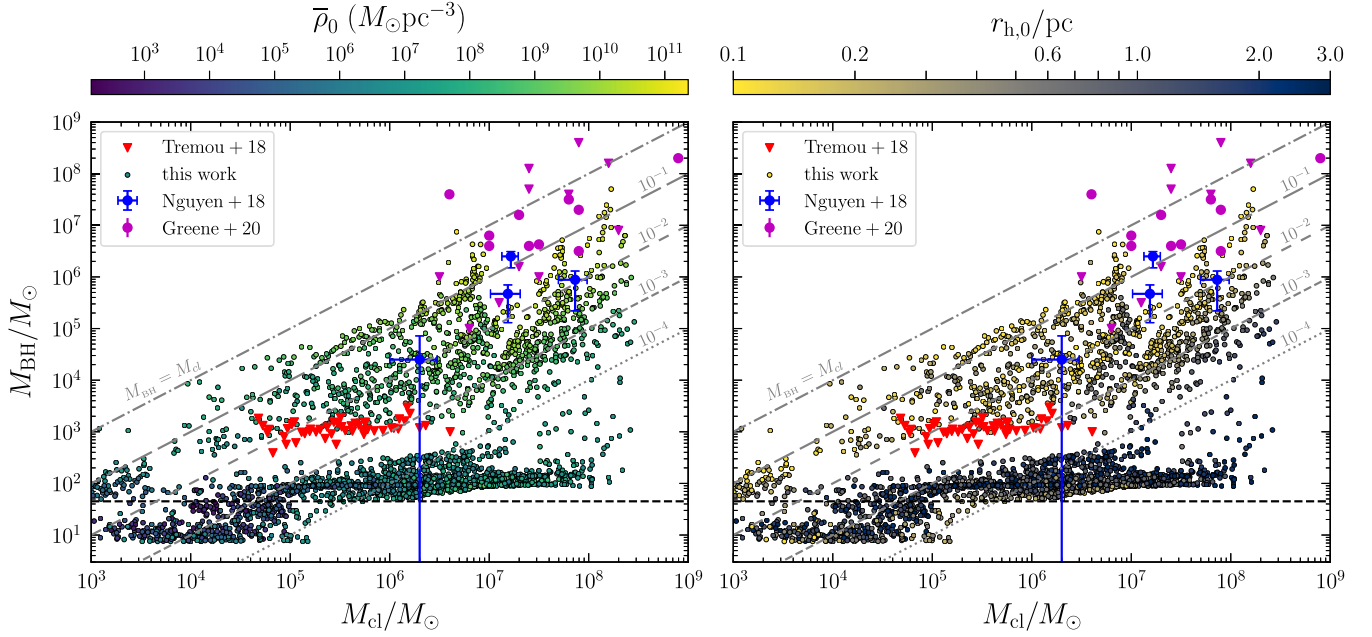 ρ̅₀ (M⊙pc⁻³)
10³ 10⁴ 10⁵ 10⁶ 10⁷ 10⁸ 10⁹ 10¹⁰ 10¹¹
r_h,0/pc
0.1 0.2 0.6 1.0 2.0 3.0
M_BH/M⊙
10⁹
10⁸
10⁷
10⁶
10⁵
10⁴
10³
10²
10¹
Tremou + 18
this work
Nguyen + 18
Greene + 20
M_BH = M_cl
10⁻¹
10⁻²
10⁻³
10⁻⁴
10³ 10⁴ 10⁵ 10⁶ 10⁷ 10⁸ 10⁹
M_cl/M⊙
Tremou + 18
this work
Nguyen + 18
Greene + 20
M_BH = M_cl
10⁻¹
10⁻²
10⁻³
10⁻⁴
10³ 10⁴ 10⁵ 10⁶ 10⁷ 10⁸ 10⁹
M_cl/M⊙